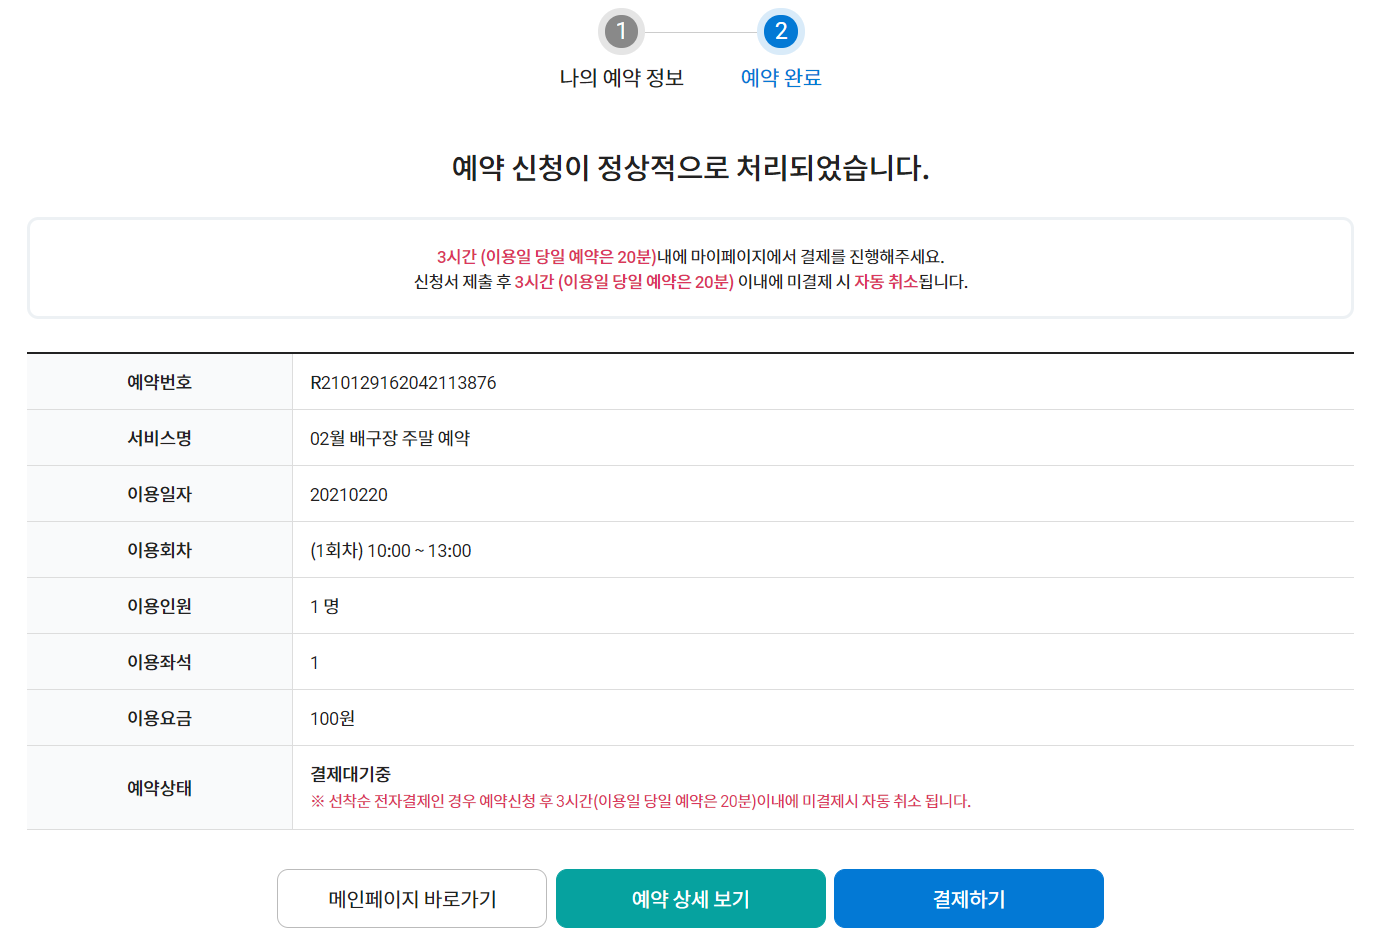 1
2
나의 예약 정보
예약 완료
예약 신청이 정상적으로 처리되었습니다.
3시간 (이용일 당일 예약은 20분)내에 마이페이지에서 결제를 진행해주세요.
신청서 제출 후 3시간 (이용일 당일 예약은 20분) 이내에 미결제 시 자동 취소됩니다.
예약번호 R210129162042113876
서비스명 02월 배구장 주말 예약
이용일자 20210220
이용회차 (1회차) 10:00 ~ 13:00
이용인원 1 명
이용좌석 1
이용요금 100원
예약상태 결제대기중
※ 선착순 전자결제인 경우 예약신청 후 3시간(이용일 당일 예약은 20분)이내에 미결제시 자동 취소 됩니다.
메인페이지 바로가기
예약 상세 보기
결제하기